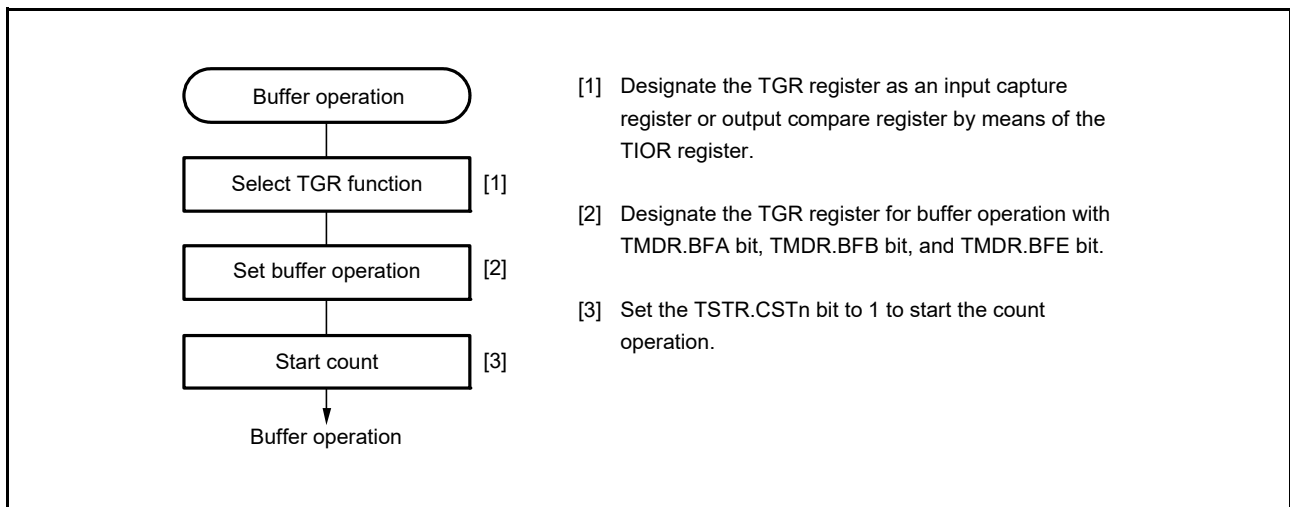 Buffer operation
Select TGR function
[1]
Set buffer operation
[2]
Start count
[3]
Buffer operation
[1] Designate the TGR register as an input capture
register or output compare register by means of the
TIOR register.
[2] Designate the TGR register for buffer operation with
TMDR.BFA bit, TMDR.BFB bit, and TMDR.BFE bit.
[3] Set the TSTR.CSTn bit to 1 to start the count
operation.